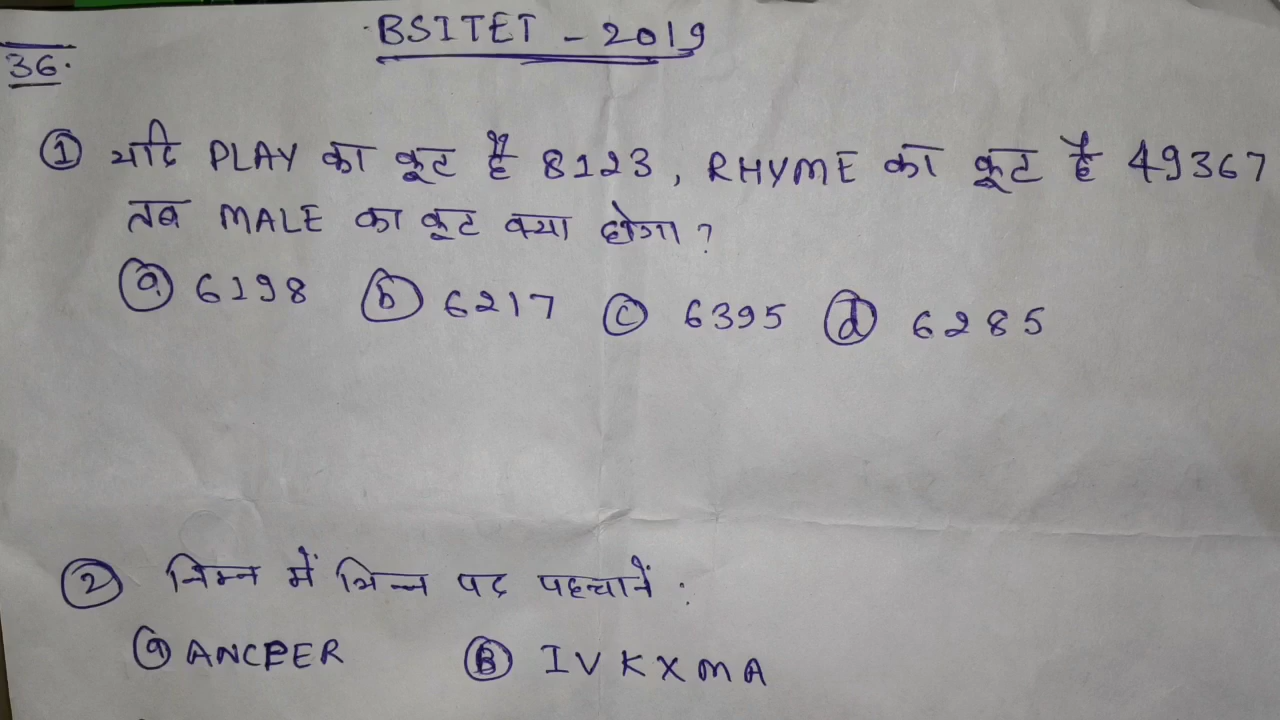 BSITET - 2019
36.
① यदि PLAY का कूट है 8123, RHYME का कूट है 49367
तब MALE का कूट क्या होगा ?
ⓐ 6198 ⓑ 6217 ⓒ 6395 ⓓ 6285
② निम्न में भिन्न पद पहचानें :
ⓐ ANCPER Ⓑ IVKXMA